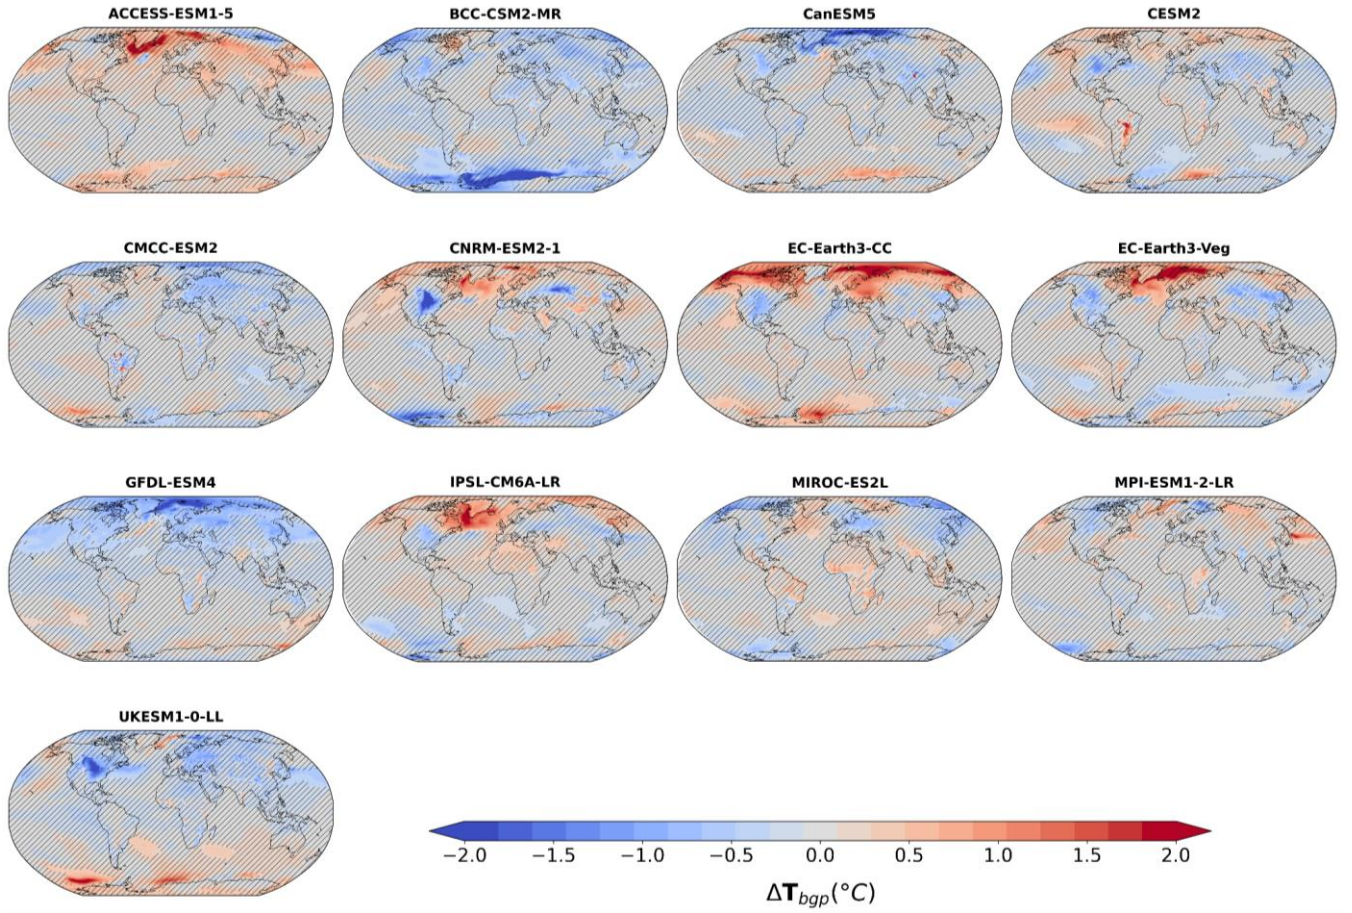 ACCESS-ESM1-5 BCC-CSM2-MR CanESM5 CESM2
CMCC-ESM2 CNRM-ESM2-1 EC-Earth3-CC EC-Earth3-Veg
GFDL-ESM4 IPSL-CM6A-LR MIROC-ES2L MPI-ESM1-2-LR
UKESM1-0-LL
−2.0 −1.5 −1.0 −0.5 0.0 0.5 1.0 1.5 2.0
ΔT_bgp(°C)